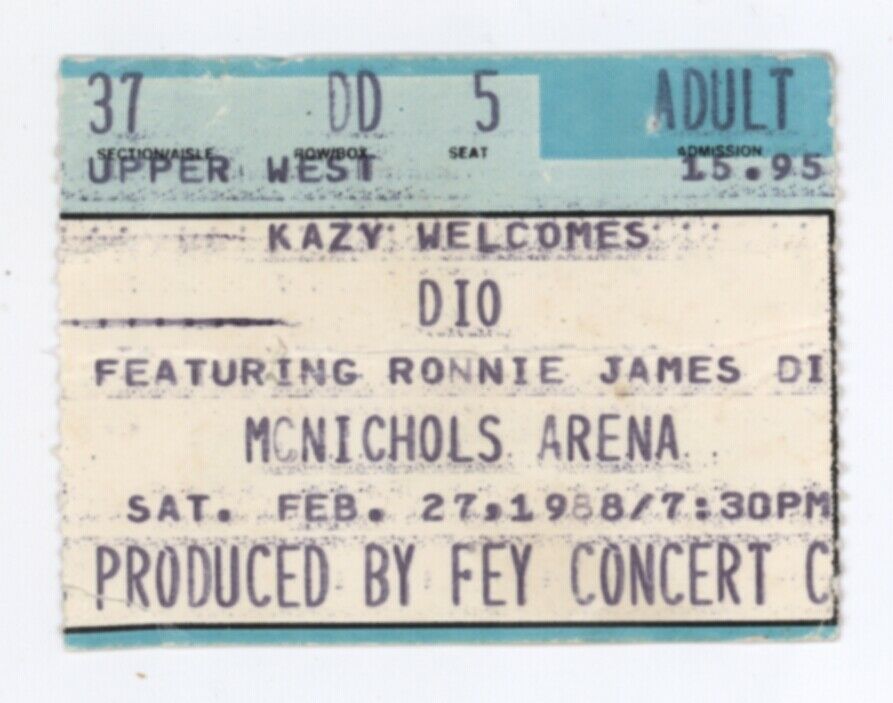 37 DD 5 ADULT
SECTION/AISLE ROW/BOX SEAT ADMISSION
UPPER WEST 15.95
KAZY WELCOMES
DIO
FEATURING RONNIE JAMES DI
MCNICHOLS ARENA
SAT. FEB. 27,1988/7:30PM
PRODUCED BY FEY CONCERT C